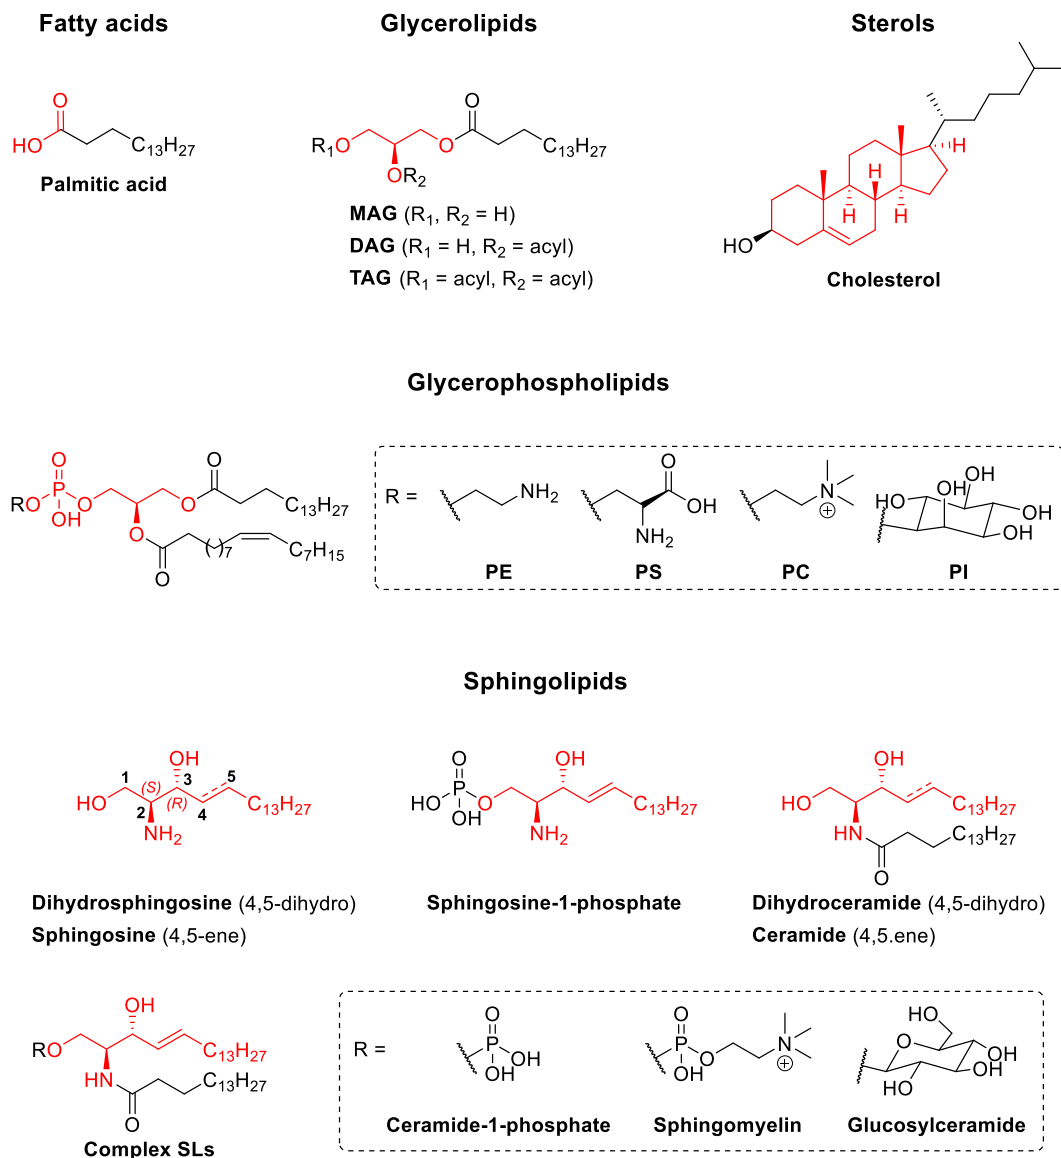 Fatty acids
Glycerolipids
Sterols
O
HO
C13H27
Palmitic acid
R1
O
OR2
O
O
C13H27
MAG (R1, R2 = H)
DAG (R1 = H, R2 = acyl)
TAG (R1 = acyl, R2 = acyl)
H
H
H
H
HO
Cholesterol
Glycerophospholipids
O
RO
P
OH
O
O
O
C13H27
O
O
( )7
C7H15
R =
NH2
PE
O
OH
NH2
PS
N
+
PC
HO
OH
OH
OH
HO
PI
Sphingolipids
OH
1
(S)
3
5
HO
2
(R)
4
NH2
C13H27
Dihydrosphingosine (4,5-dihydro)
Sphingosine (4,5-ene)
O
HO
P
OH
O
OH
NH2
C13H27
Sphingosine-1-phosphate
OH
HO
HN
C13H27
C13H27
O
Dihydroceramide (4,5-dihydro)
Ceramide (4,5.ene)
OH
RO
HN
C13H27
C13H27
O
Complex SLs
R =
O
P
OH
OH
Ceramide-1-phosphate
O
P
OH
O
N
+
Sphingomyelin
HO
O
HO
OH
OH
Glucosylceramide